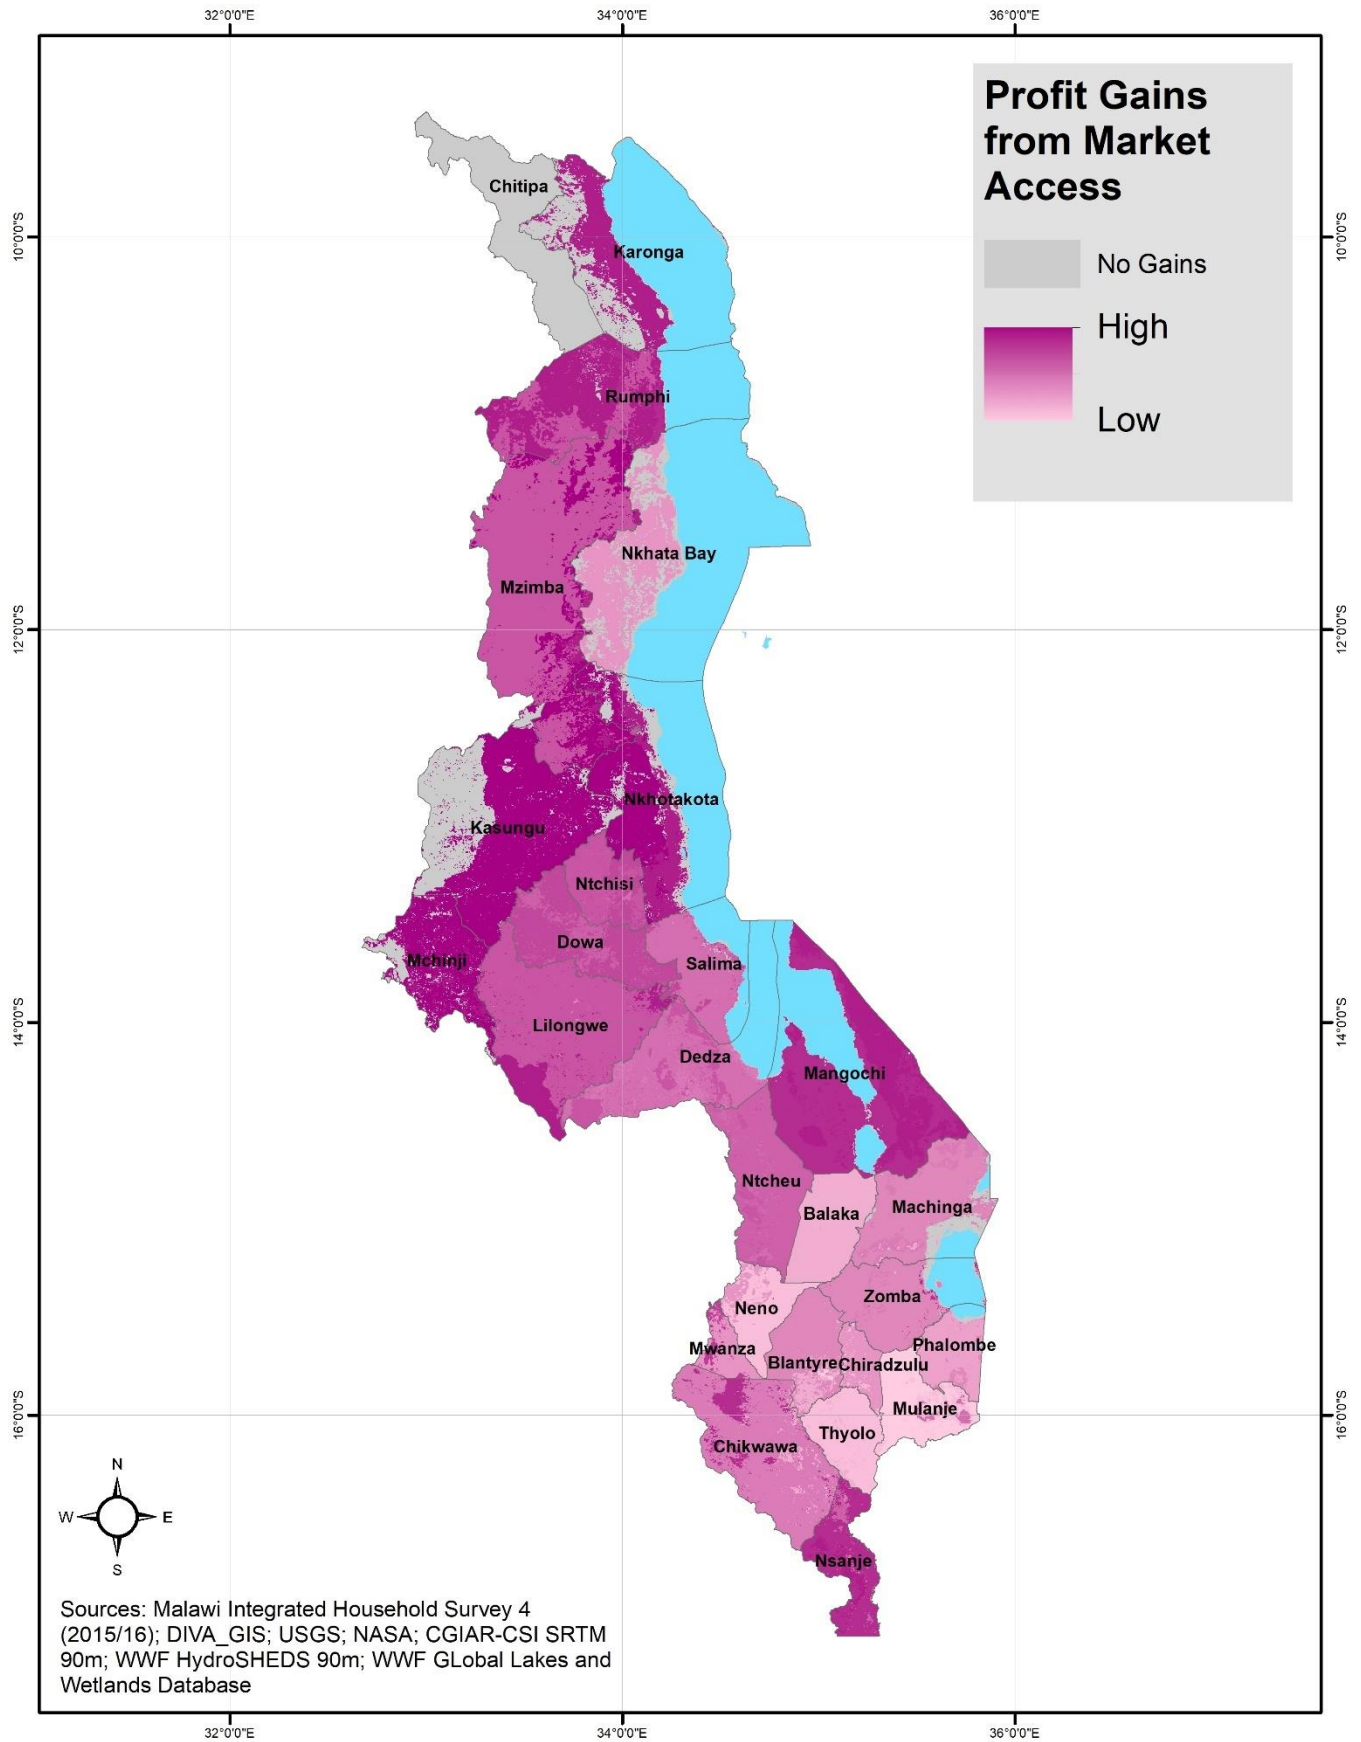 32°0'0"E
34°0'0"E
36°0'0"E
Profit Gains
from Market
Access
No Gains
High
Low
Chitipa
10°0'0"S
10°0'0"S
Karonga
Rumphi
Nkhata Bay
Mzimba
12°0'0"S
12°0'0"S
Nkhotakota
Kasungu
Ntchisi
Dowa
Salima
Mchinji
14°0'0"S
14°0'0"S
Lilongwe
Dedza
Mangochi
Ntcheu
Machinga
Balaka
Zomba
Neno
Phalombe
Mwanza
Blantyre
Chiradzulu
Mulanje
16°0'0"S
16°0'0"S
Thyolo
Chikwawa
N
W
E
S
Nsanje
Sources: Malawi Integrated Household Survey 4
(2015/16); DIVA_GIS; USGS; NASA; CGIAR-CSI SRTM
90m; WWF HydroSHEDS 90m; WWF GLobal Lakes and
Wetlands Database
32°0'0"E
34°0'0"E
36°0'0"E